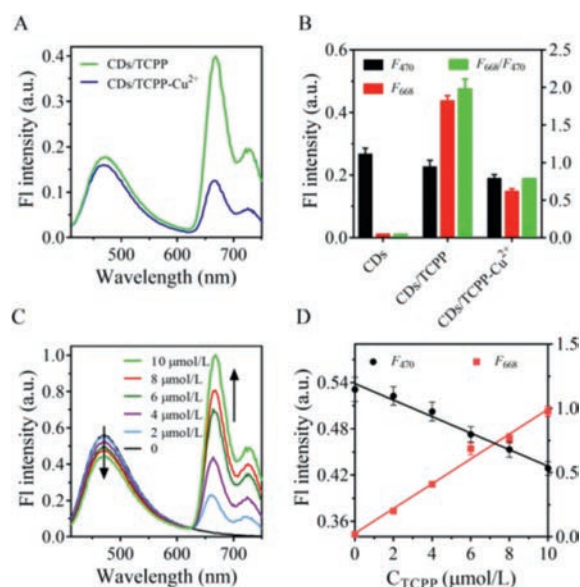 A
Fl intensity (a.u.)
0.4
0.3
0.2
0.1
0.0
CDs/TCPP
CDs/TCPP-Cu²⁺
500
600
700
Wavelength (nm)
B
Fl intensity (a.u.)
0.6
0.4
0.2
0.0
F₄₇₀
F₆₆₈/F₄₇₀
F₆₆₈
2.5
2.0
1.5
1.0
0.5
0.0
CDs
CDs/TCPP
CDs/TCPP-Cu²⁺
C
Fl intensity (a.u.)
1.0
0.8
0.6
0.4
0.2
0.0
10 μmol/L
8 μmol/L
6 μmol/L
4 μmol/L
2 μmol/L
0
500
600
700
Wavelength (nm)
D
Fl intensity (a.u.)
0.54
0.48
0.42
0.36
F₄₇₀
F₆₆₈
1.5
1.0
0.5
0.0
0
2
4
6
8
10
C_TCPP (μmol/L)